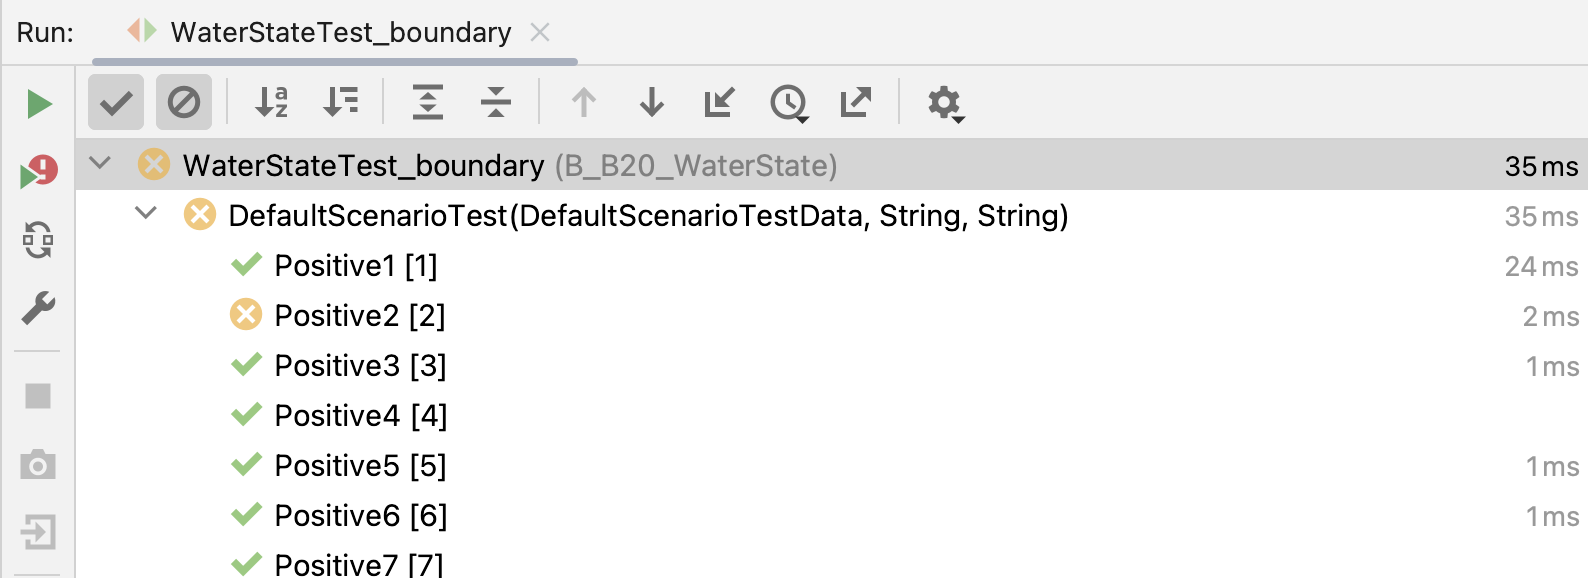 Run: WaterStateTest_boundary
WaterStateTest_boundary (B_B20_WaterState) 35 ms
DefaultScenarioTest(DefaultScenarioTestData, String, String) 35 ms
Positive1 [1] 24 ms
Positive2 [2] 2 ms
Positive3 [3] 1 ms
Positive4 [4]
Positive5 [5] 1 ms
Positive6 [6] 1 ms
Positive7 [7]